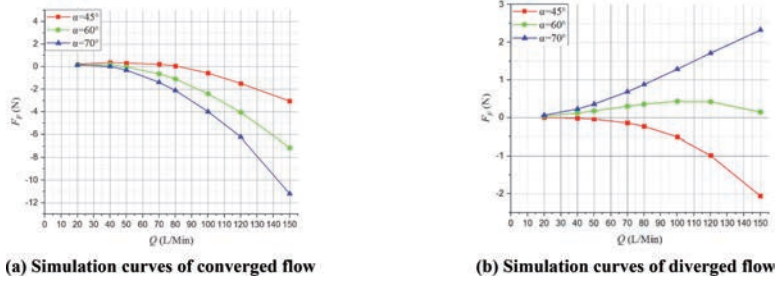 α=45°
α=60°
α=70°
4
2
0
-2
-4
-6
-8
-10
-12
F_P (N)
0 10 20 30 40 50 60 70 80 90 100 110 120 130 140 150
Q (L/Min)
(a) Simulation curves of converged flow
3
α=45°
α=60°
α=70°
2
1
0
-1
-2
F_P (N)
0 10 20 30 40 50 60 70 80 90 100 110 120 130 140 150
Q (L/Min)
(b) Simulation curves of diverged flow